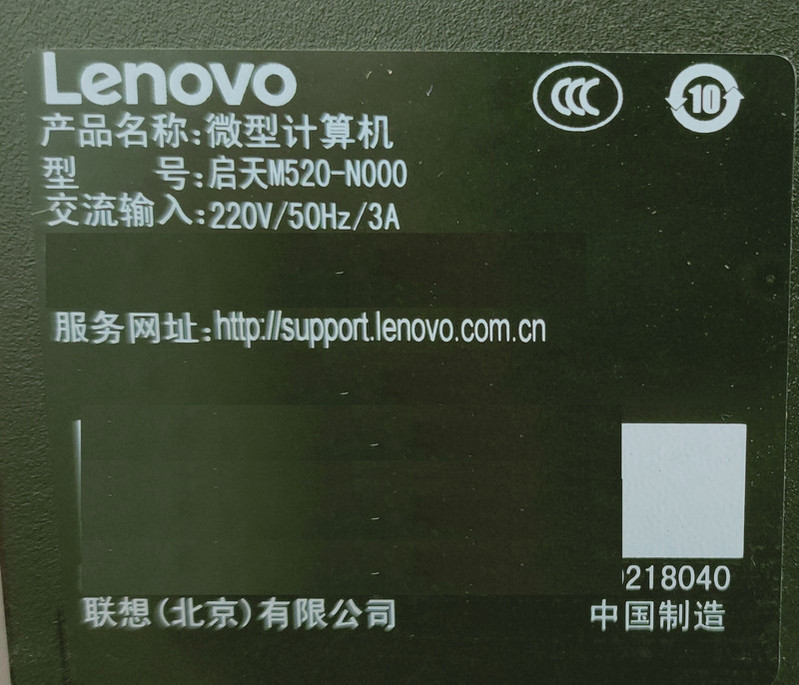 Lenovo
CCC
10
产品名称:微型计算机
型 号:启天M520-N000
交流输入:220V/50Hz/3A
服务网址:http://support.lenovo.com.cn
218040
联想(北京)有限公司
中国制造